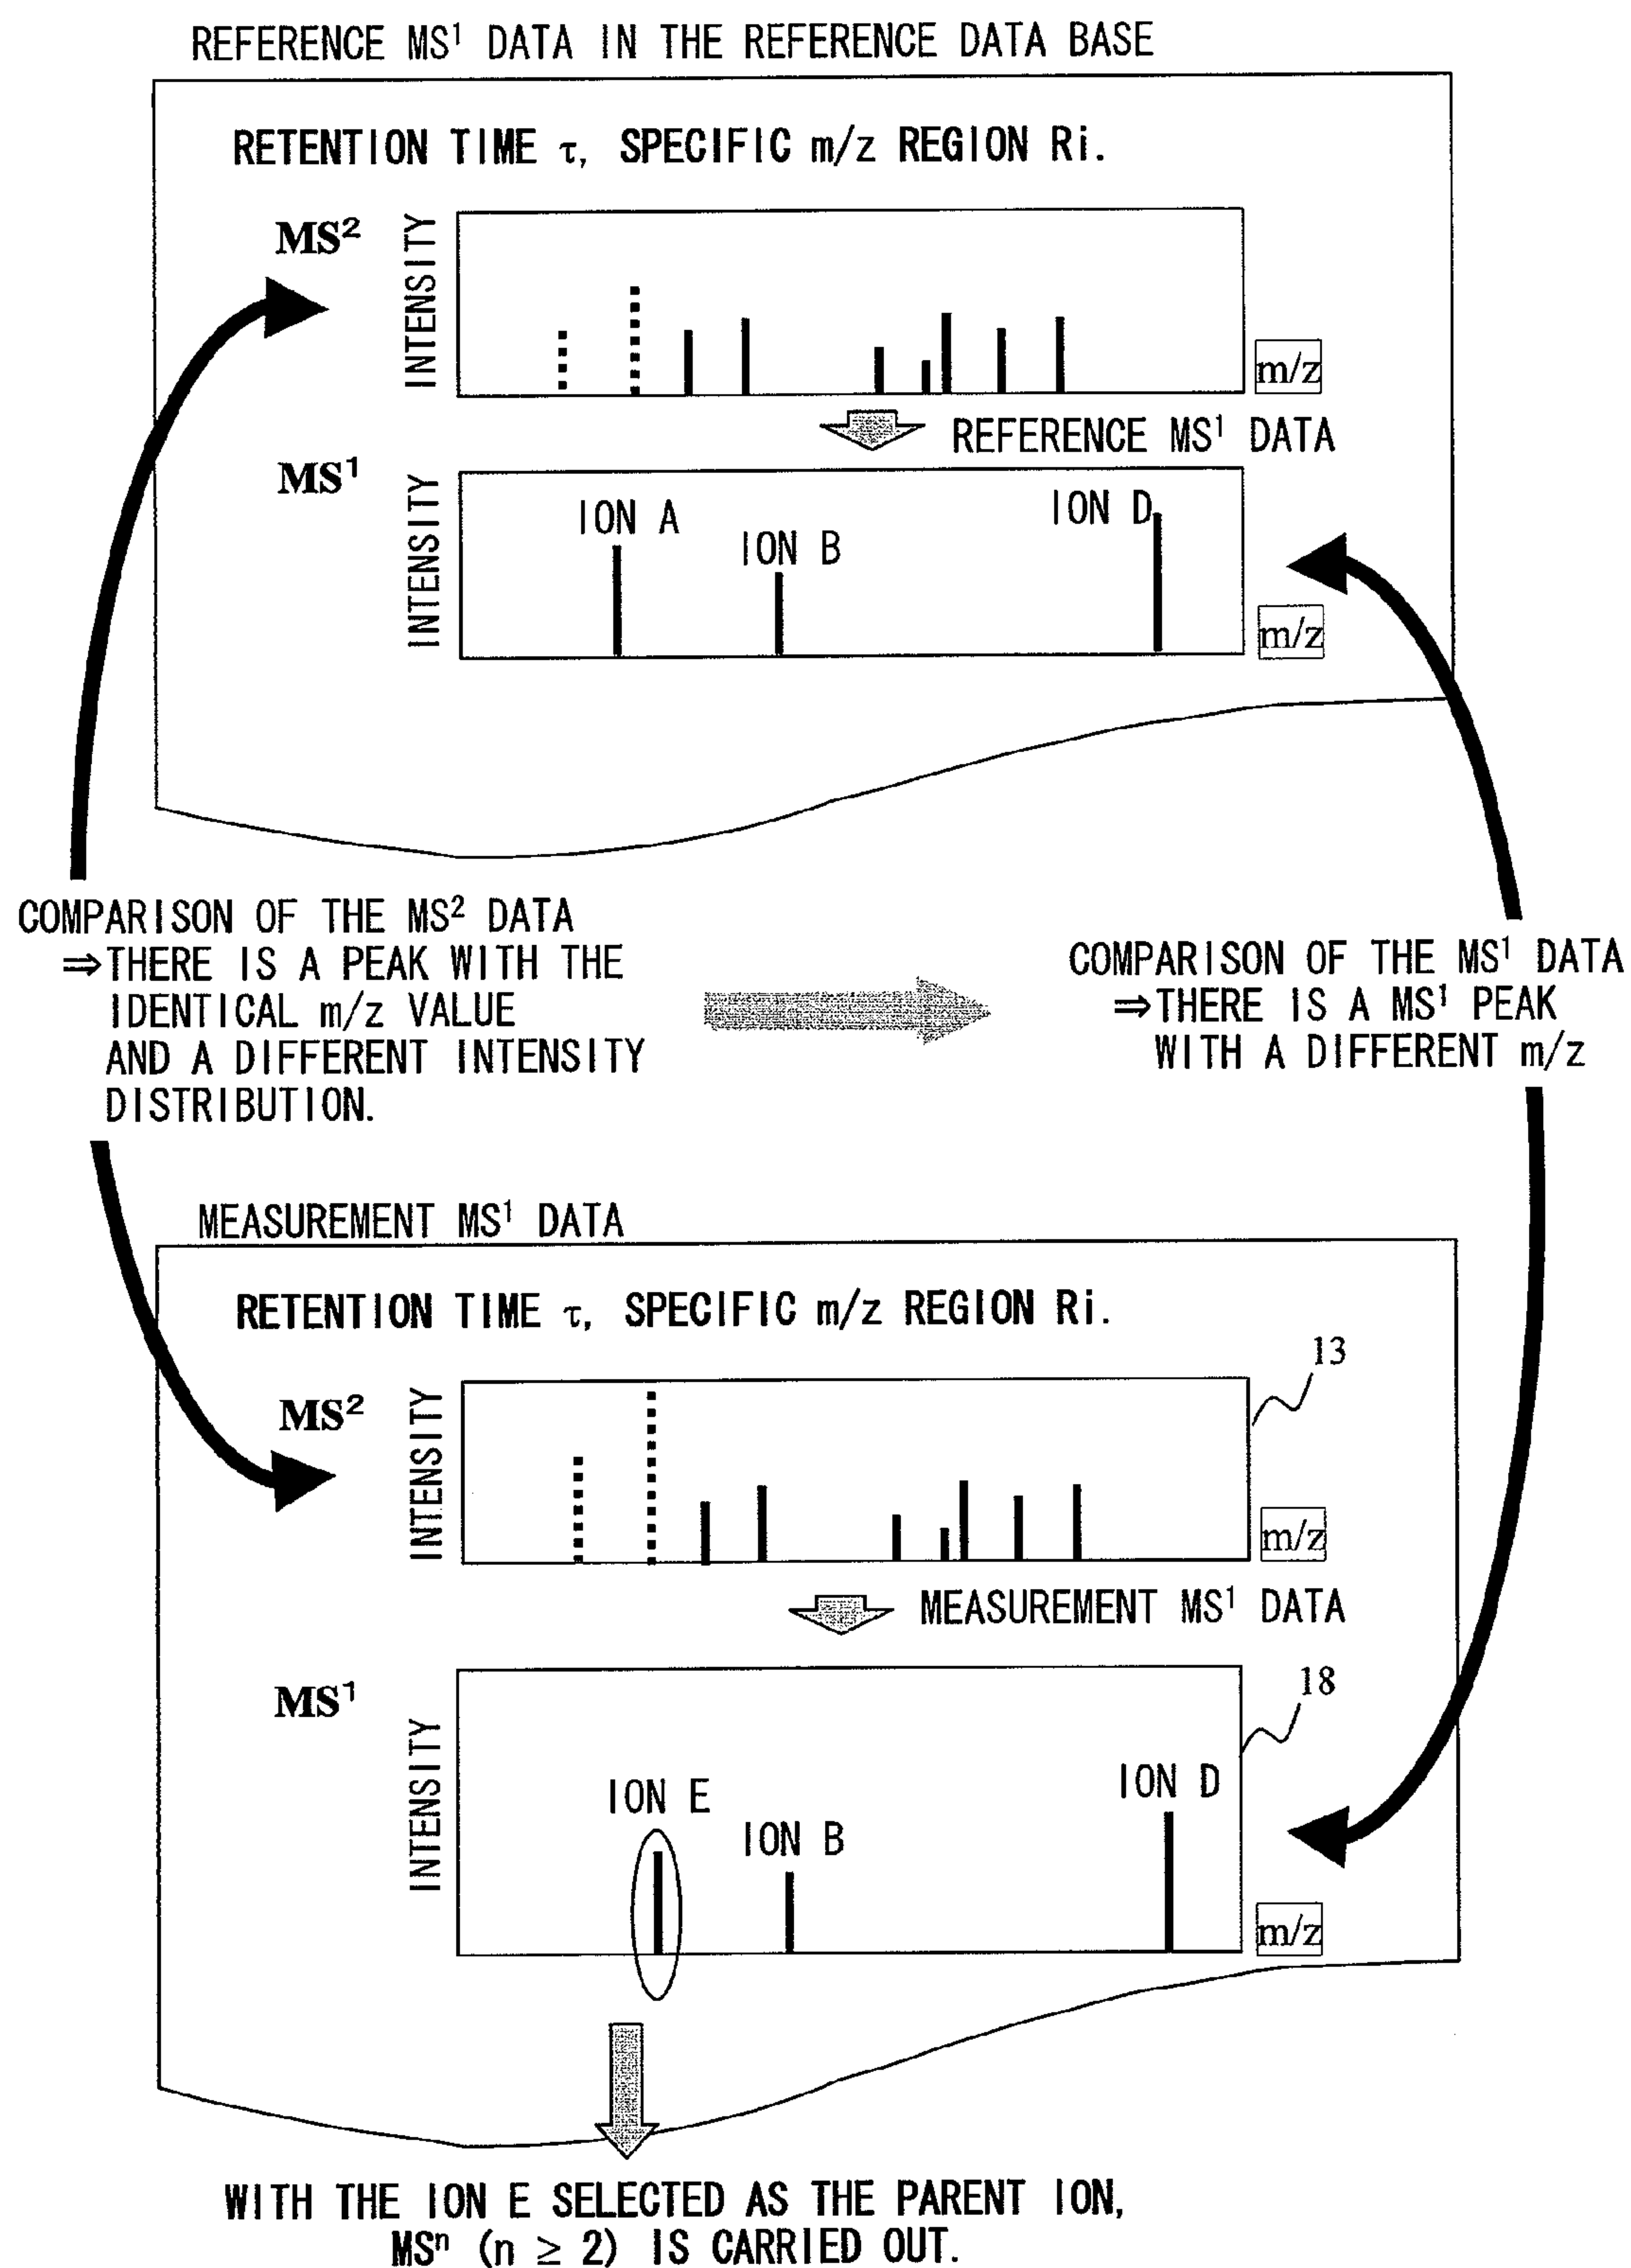 REFERENCE MS¹ DATA IN THE REFERENCE DATA BASE
RETENTION TIME τ, SPECIFIC m/z REGION Ri.
MS²
INTENSITY
m/z
REFERENCE MS¹ DATA
MS¹
INTENSITY
ION A
ION B
ION D
m/z
COMPARISON OF THE MS² DATA
⇒THERE IS A PEAK WITH THE
IDENTICAL m/z VALUE
AND A DIFFERENT INTENSITY
DISTRIBUTION.
COMPARISON OF THE MS¹ DATA
⇒THERE IS A MS¹ PEAK
WITH A DIFFERENT m/z
MEASUREMENT MS¹ DATA
RETENTION TIME τ, SPECIFIC m/z REGION Ri.
13
MS²
INTENSITY
m/z
MEASUREMENT MS¹ DATA
18
MS¹
INTENSITY
ION E
ION B
ION D
m/z
WITH THE ION E SELECTED AS THE PARENT ION,
MSⁿ (n ≥ 2) IS CARRIED OUT.